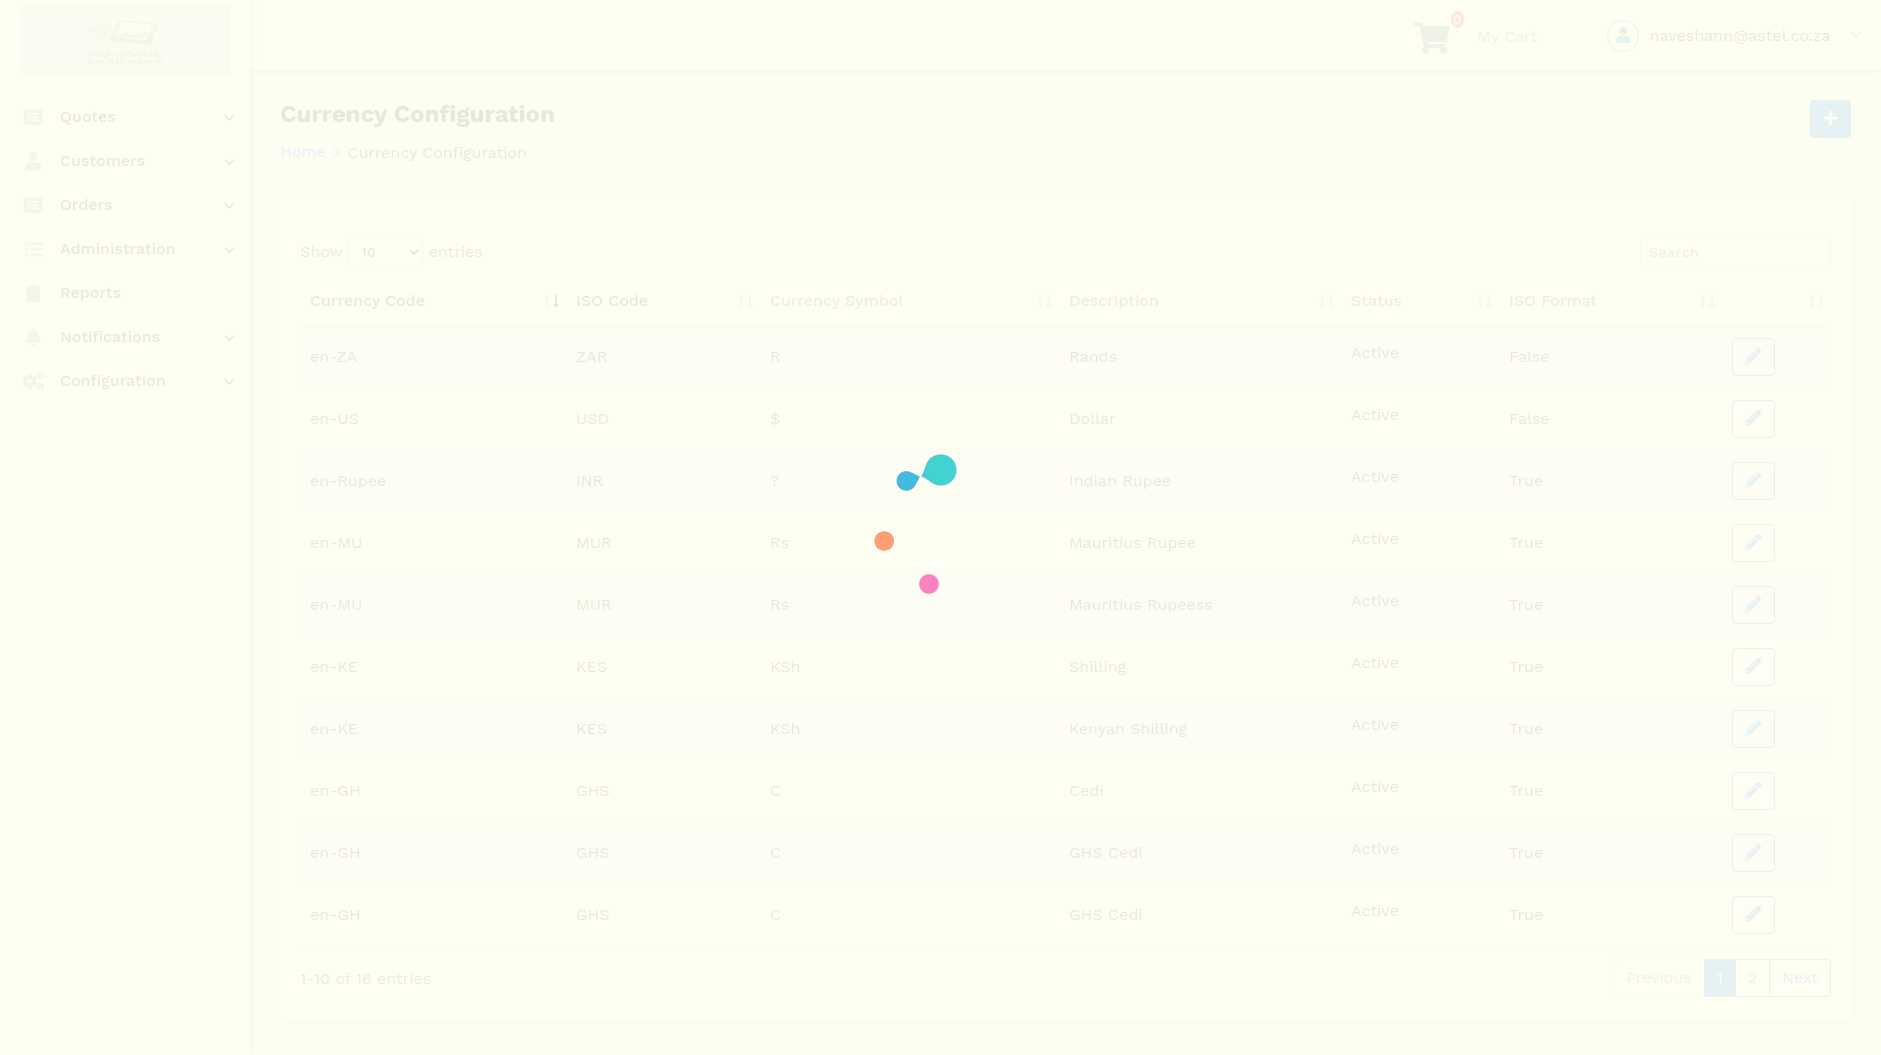 NO IMAGE
AVAILABLE
0
My Cart
naveshann@astel.co.za
Quotes
Customers
Orders
Administration
Reports
Notifications
Configuration
Currency Configuration
Home > Currency Configuration
Show 10 entries
Search
Currency Code ISO Code Currency Symbol Description Status ISO Format
en-ZA ZAR R Rands Active False
en-US USD $ Dollar Active False
en-Rupee INR ? Indian Rupee Active True
en-MU MUR Rs Mauritius Rupee Active True
en-MU MUR Rs Mauritius Rupeess Active True
en-KE KES KSh Shilling Active True
en-KE KES KSh Kenyan Shilling Active True
en-GH GHS C Cedi Active True
en-GH GHS C GHS Cedi Active True
en-GH GHS C GHS Cedi Active True
1-10 of 16 entries
Previous 1 2 Next